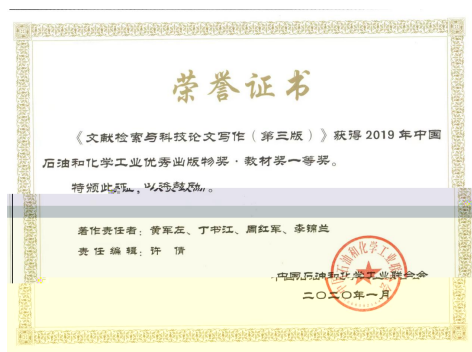 荣誉证书
《文献检索与科技论文写作(第三版)》获得2019年中国
石油和化学工业优秀出版物奖·教材奖一等奖。
特颁此证，以资鼓励。
著作责任者：黄军左、丁书江、周红军、李锦兰
责任编辑：许倩
中国石油和化学工业联合会
二〇二〇年一月